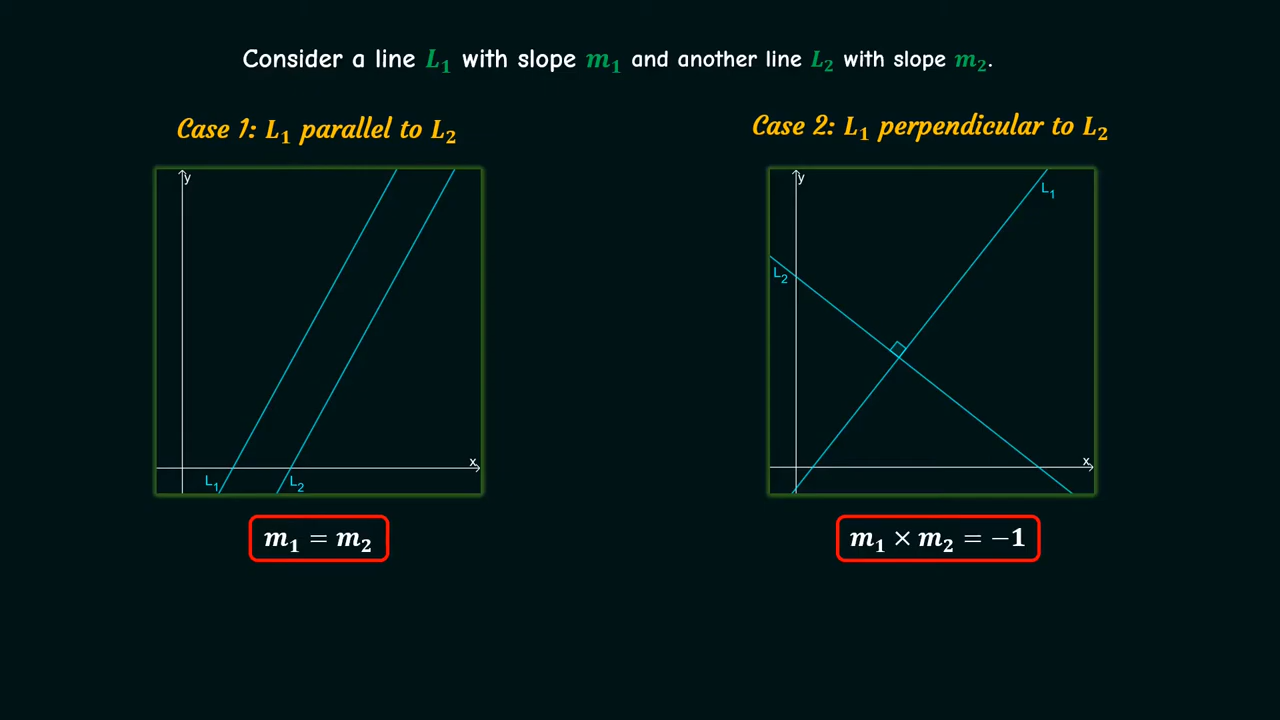 Consider a line L₁ with slope m₁ and another line L₂ with slope m₂.
Case 1: L₁ parallel to L₂
Case 2: L₁ perpendicular to L₂
y
x
L₁
L₂
y
L₁
L₂
x
m₁ = m₂
m₁ × m₂ = −1